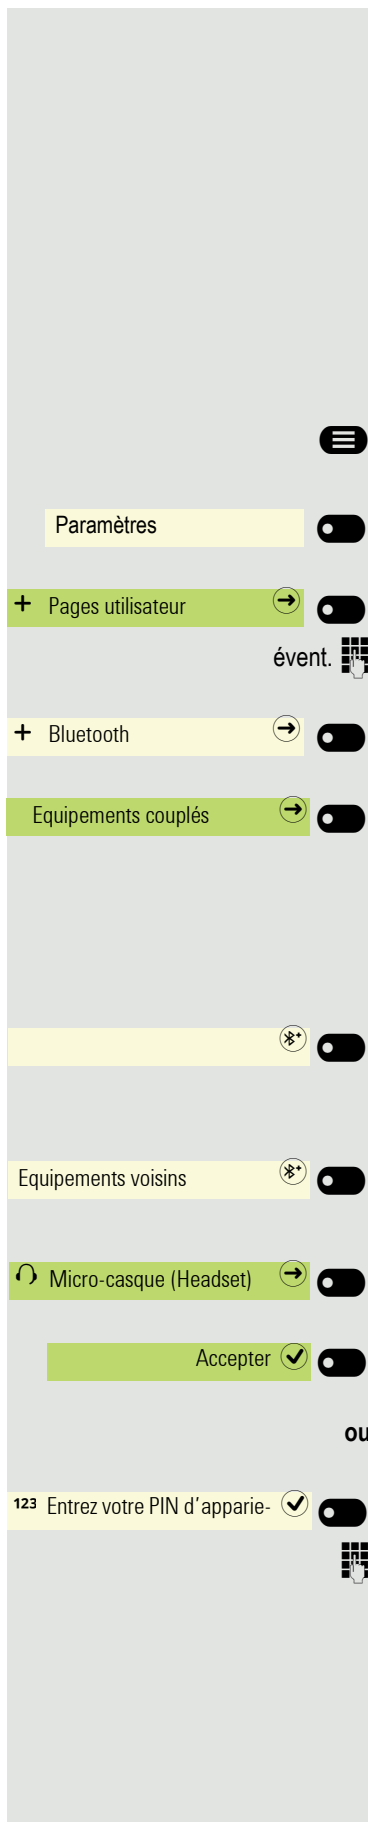 Paramètres
+ Pages utilisateur
évent.
+ Bluetooth
Equipements couplés
Equipements voisins
Micro-casque (Headset)
Accepter
ou
123 Entrez votre PIN d'apparie-